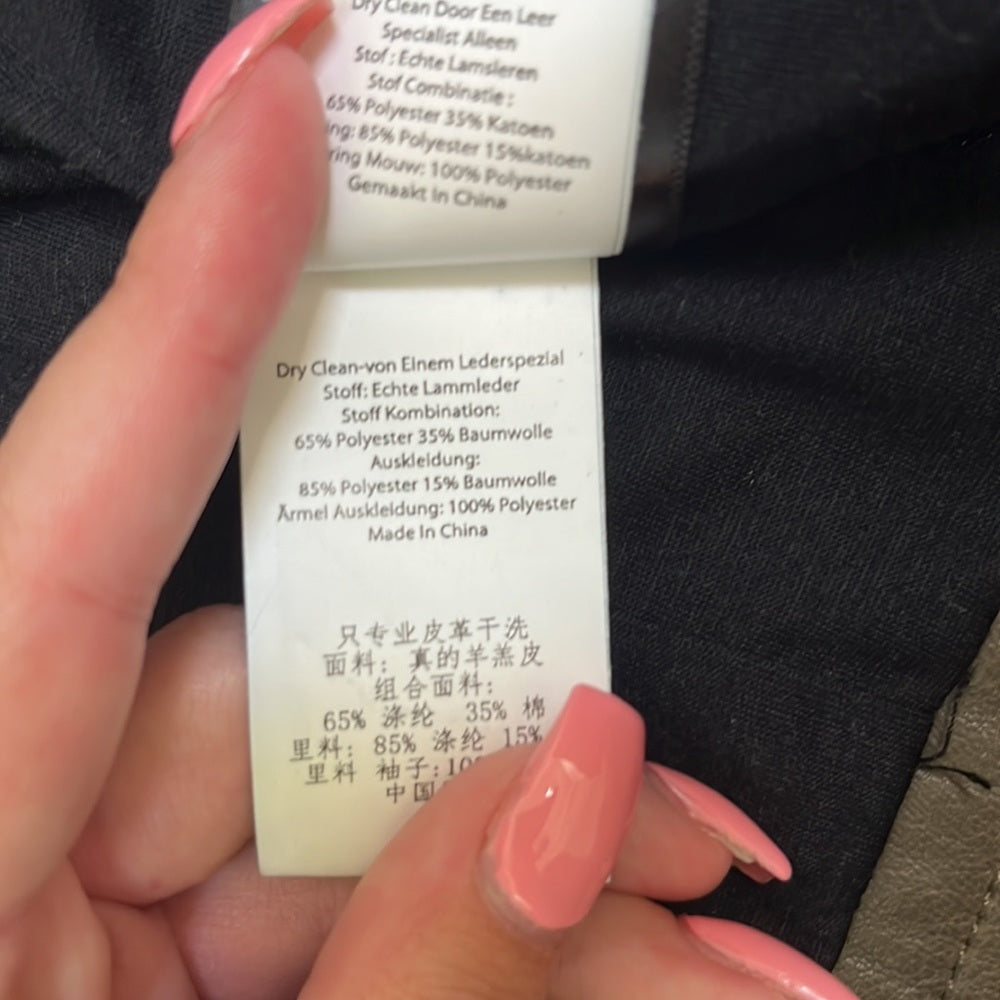 Dry Clean Door Een Leer
Specialist Alleen
Stof : Echte Lamsleren
Stof Combinatie :
65% Polyester 35% Katoen
85% Polyester 15%katoen
Mouw: 100% Polyester
Gemaakt In China
Dry Clean-von Einem Lederspezial
Stoff: Echte Lammleder
Stoff Kombination:
65% Polyester 35% Baumwolle
Auskleidung:
85% Polyester 15% Baumwolle
Ärmel Auskleidung: 100% Polyester
Made In China
只专业皮革干洗
面料: 真的羊羔皮
组合面料:
65% 涤纶 35% 棉
里料: 85% 涤纶 15%
里料 袖子:
中国